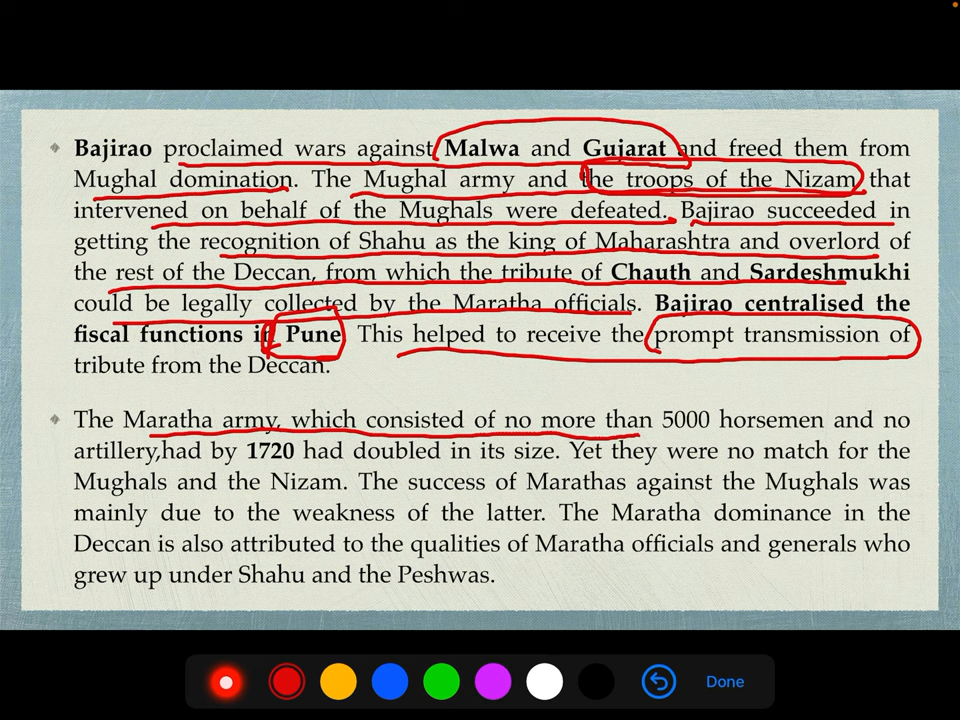 Bajirao proclaimed wars against Malwa and Gujarat and freed them from
Mughal domination. The Mughal army and the troops of the Nizam that
intervened on behalf of the Mughals were defeated. Bajirao succeeded in
getting the recognition of Shahu as the king of Maharashtra and overlord of
the rest of the Deccan, from which the tribute of Chauth and Sardeshmukhi
could be legally collected by the Maratha officials. Bajirao centralised the
fiscal functions in Pune. This helped to receive the prompt transmission of
tribute from the Deccan.
The Maratha army, which consisted of no more than 5000 horsemen and no
artillery,had by 1720 had doubled in its size. Yet they were no match for the
Mughals and the Nizam. The success of Marathas against the Mughals was
mainly due to the weakness of the latter. The Maratha dominance in the
Deccan is also attributed to the qualities of Maratha officials and generals who
grew up under Shahu and the Peshwas.
Done